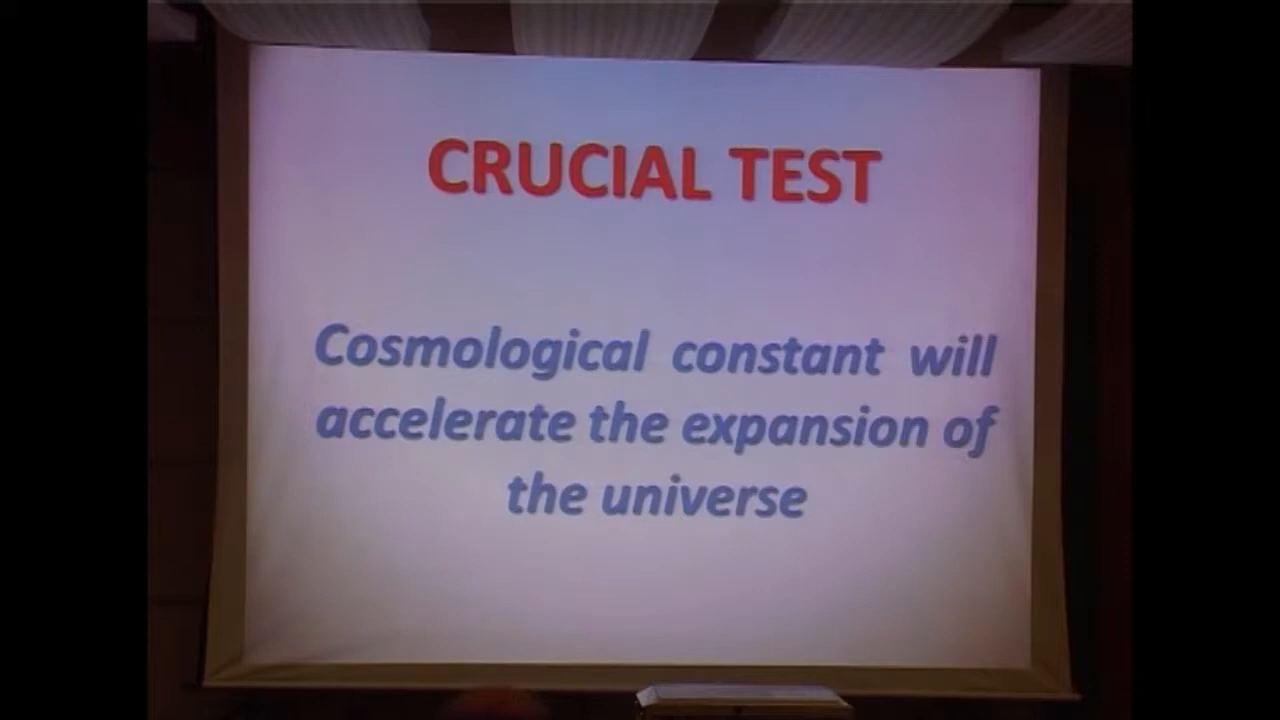 CRUCIAL TEST
Cosmological constant will
accelerate the expansion of
the universe